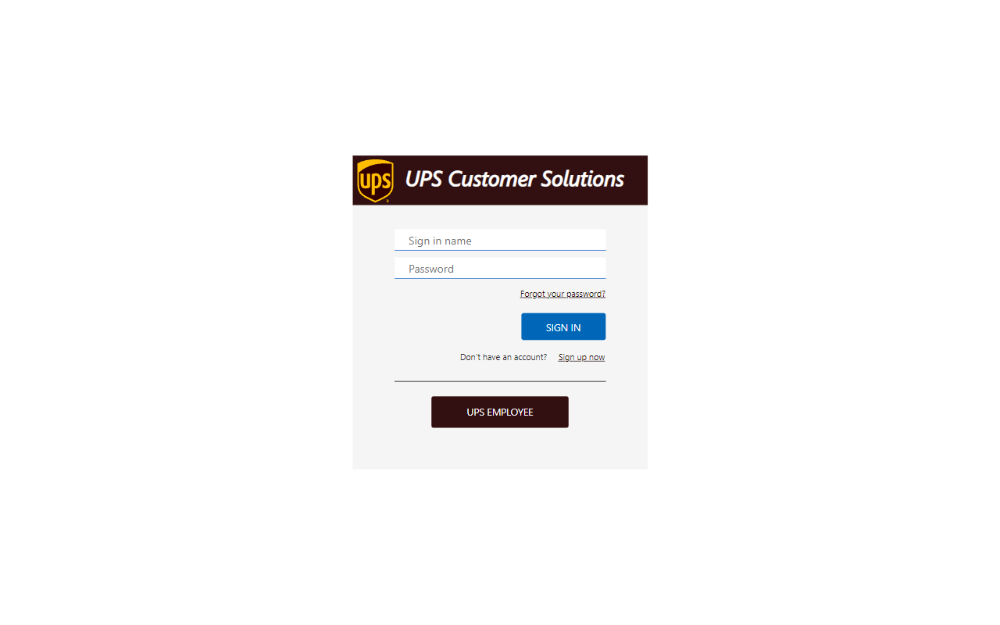 ups UPS Customer Solutions
Sign in name
Password
Forgot your password?
SIGN IN
Don't have an account? Sign up now
UPS EMPLOYEE